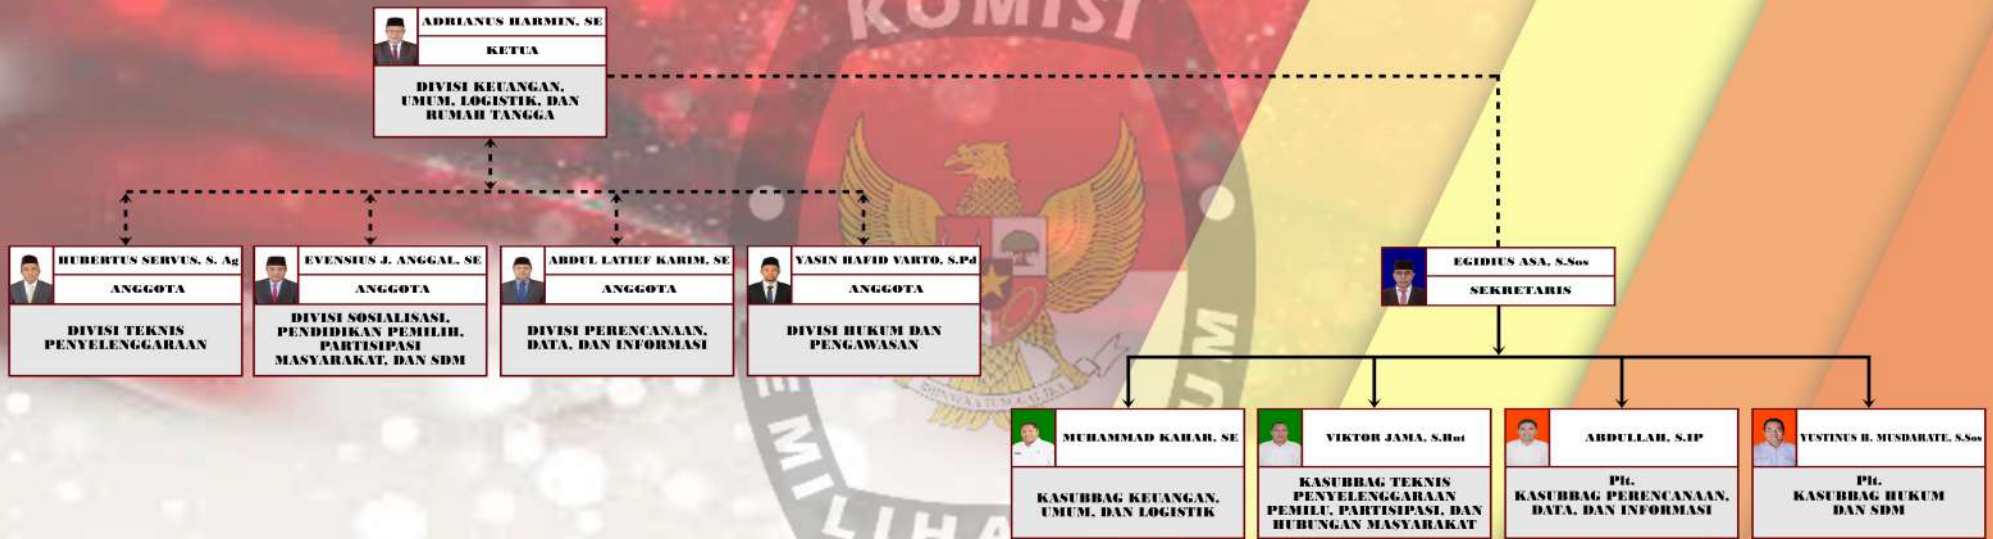 KOMISI
ADRIANUS HARMIN, SE
KETUA
DIVISI KEUANGAN,
UMUM, LOGISTIK, DAN
RUMAH TANGGA
HUBERTUS SERVUS, S. Ag
ANGGOTA
DIVISI TEKNIS
PENYELENGGARAAN
EVENSIUS J. ANGGAL, SE
ANGGOTA
DIVISI SOSIALISASI,
PENDIDIKAN PEMILIH,
PARTISIPASI
MASYARAKAT, DAN SDM
ABDUL LATIEF KARIM, SE
ANGGOTA
DIVISI PERENCANAAN,
DATA, DAN INFORMASI
YASIN HAFID VARTO, S.Pd
ANGGOTA
DIVISI HUKUM DAN
PENGAWASAN
EGIDIUS ASA, S.Sos
SEKRETARIS
MUHAMMAD KAHAR, SE
KASUBBAG KEUANGAN,
UMUM, DAN LOGISTIK
VIKTOR JAMA, S.Hut
KASUBBAG TEKNIS
PENYELENGGARAAN
PEMILU, PARTISIPASI, DAN
HUBUNGAN MASYARAKAT
ABDULLAH, S.IP
Plt.
KASUBBAG PERENCANAAN,
DATA, DAN INFORMASI
YUSTINUS H. MUSDARATE, S.Sos
Plt.
KASUBBAG HUKUM
DAN SDM
EMILIHA
UM